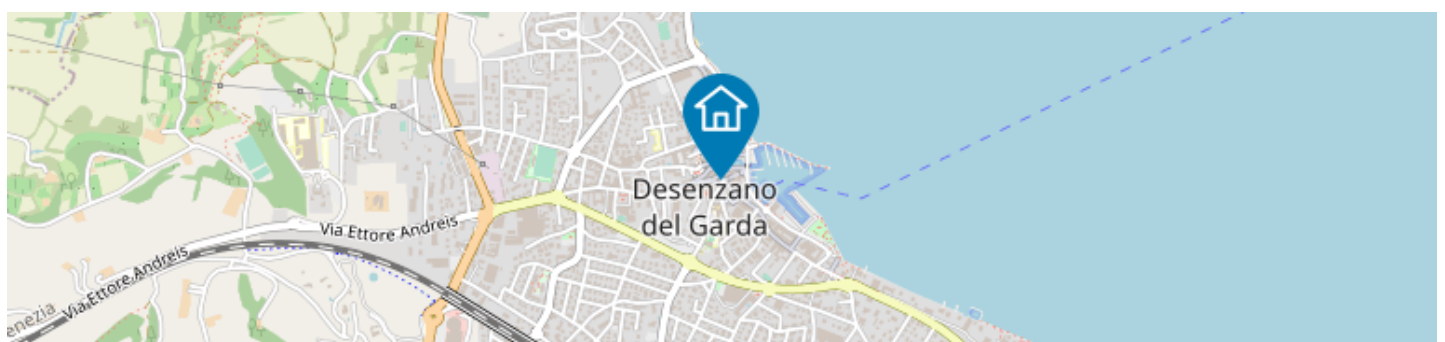 Desenzano
del Garda
Via Ettore Andreis
Via Ettore Andreis
enezia